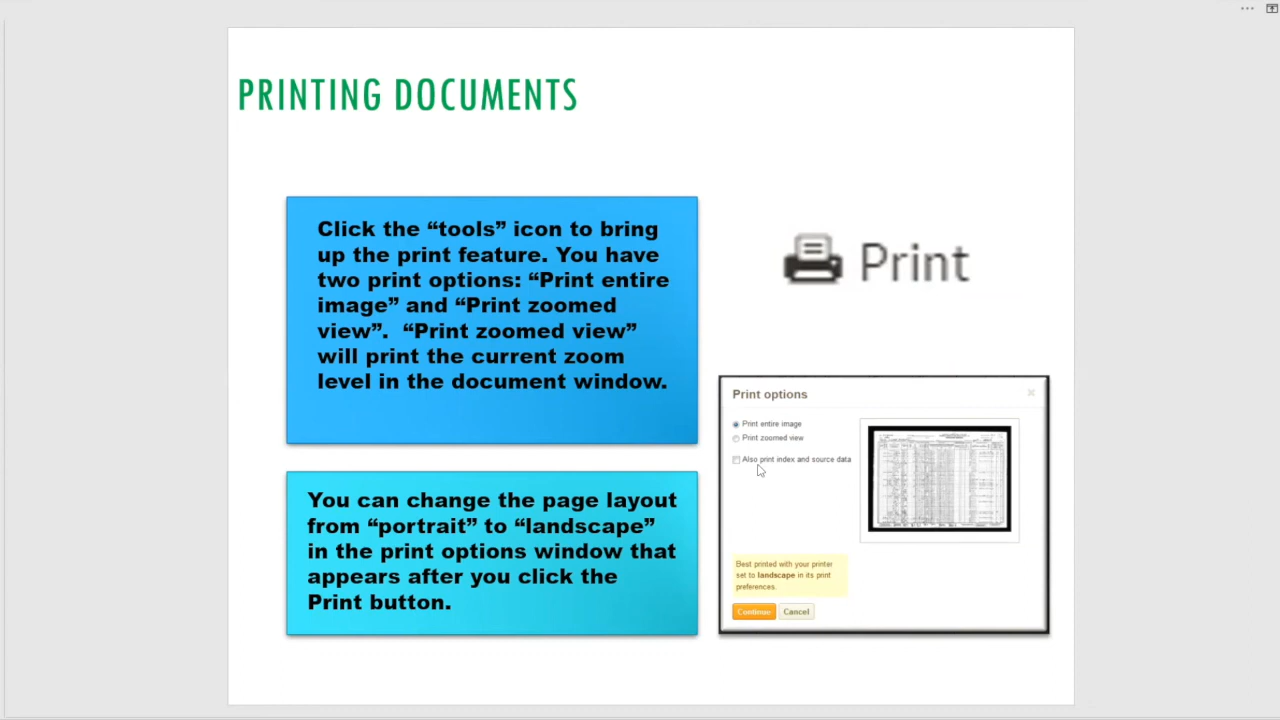 PRINTING DOCUMENTS
Click the “tools” icon to bring
up the print feature. You have
two print options: “Print entire
image” and “Print zoomed
view”.  “Print zoomed view”
will print the current zoom
level in the document window.
You can change the page layout
from “portrait” to “landscape”
in the print options window that
appears after you click the
Print button.
Print
Print options
Print entire image
Print zoomed view
Also print index and source data
Best printed with your printer
set to landscape in its print
preferences.
Continue
Cancel